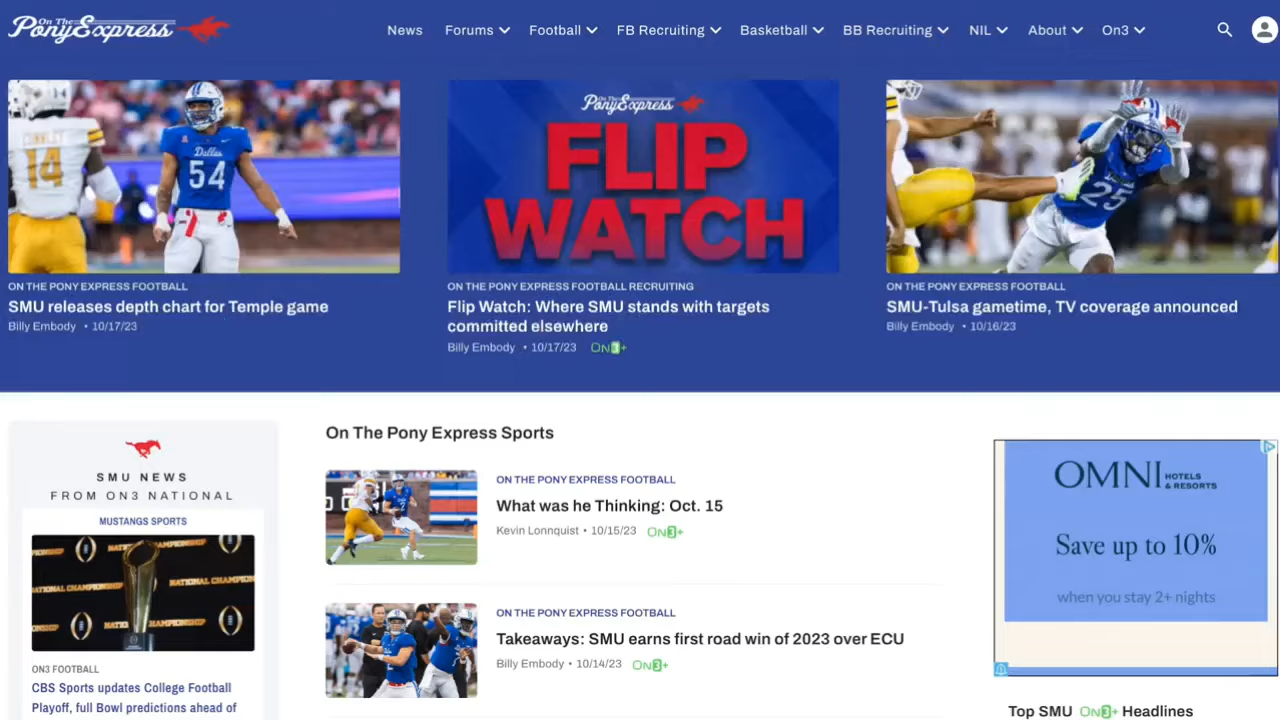 On The
PonyExpress
News
Forums
Football
FB Recruiting
Basketball
BB Recruiting
NIL
About
On3
14
Dallas
54
On The
PonyExpress
FLIP
WATCH
25
ON THE PONY EXPRESS FOOTBALL
SMU releases depth chart for Temple game
Billy Embody • 10/17/23
ON THE PONY EXPRESS FOOTBALL RECRUITING
Flip Watch: Where SMU stands with targets
committed elsewhere
Billy Embody • 10/17/23 ON3+
ON THE PONY EXPRESS FOOTBALL
SMU-Tulsa gametime, TV coverage announced
Billy Embody • 10/16/23
SMU NEWS
FROM ON3 NATIONAL
MUSTANGS SPORTS
NATIONAL CHAMPIONSHIP
ON3 FOOTBALL
CBS Sports updates College Football
Playoff, full Bowl predictions ahead of
On The Pony Express Sports
ON THE PONY EXPRESS FOOTBALL
What was he Thinking: Oct. 15
Kevin Lonnquist • 10/15/23 ON3+
ON THE PONY EXPRESS FOOTBALL
Takeaways: SMU earns first road win of 2023 over ECU
Billy Embody • 10/14/23 ON3+
OMNI HOTELS
& RESORTS
Save up to 10%
when you stay 2+ nights
Top SMU ON3+ Headlines